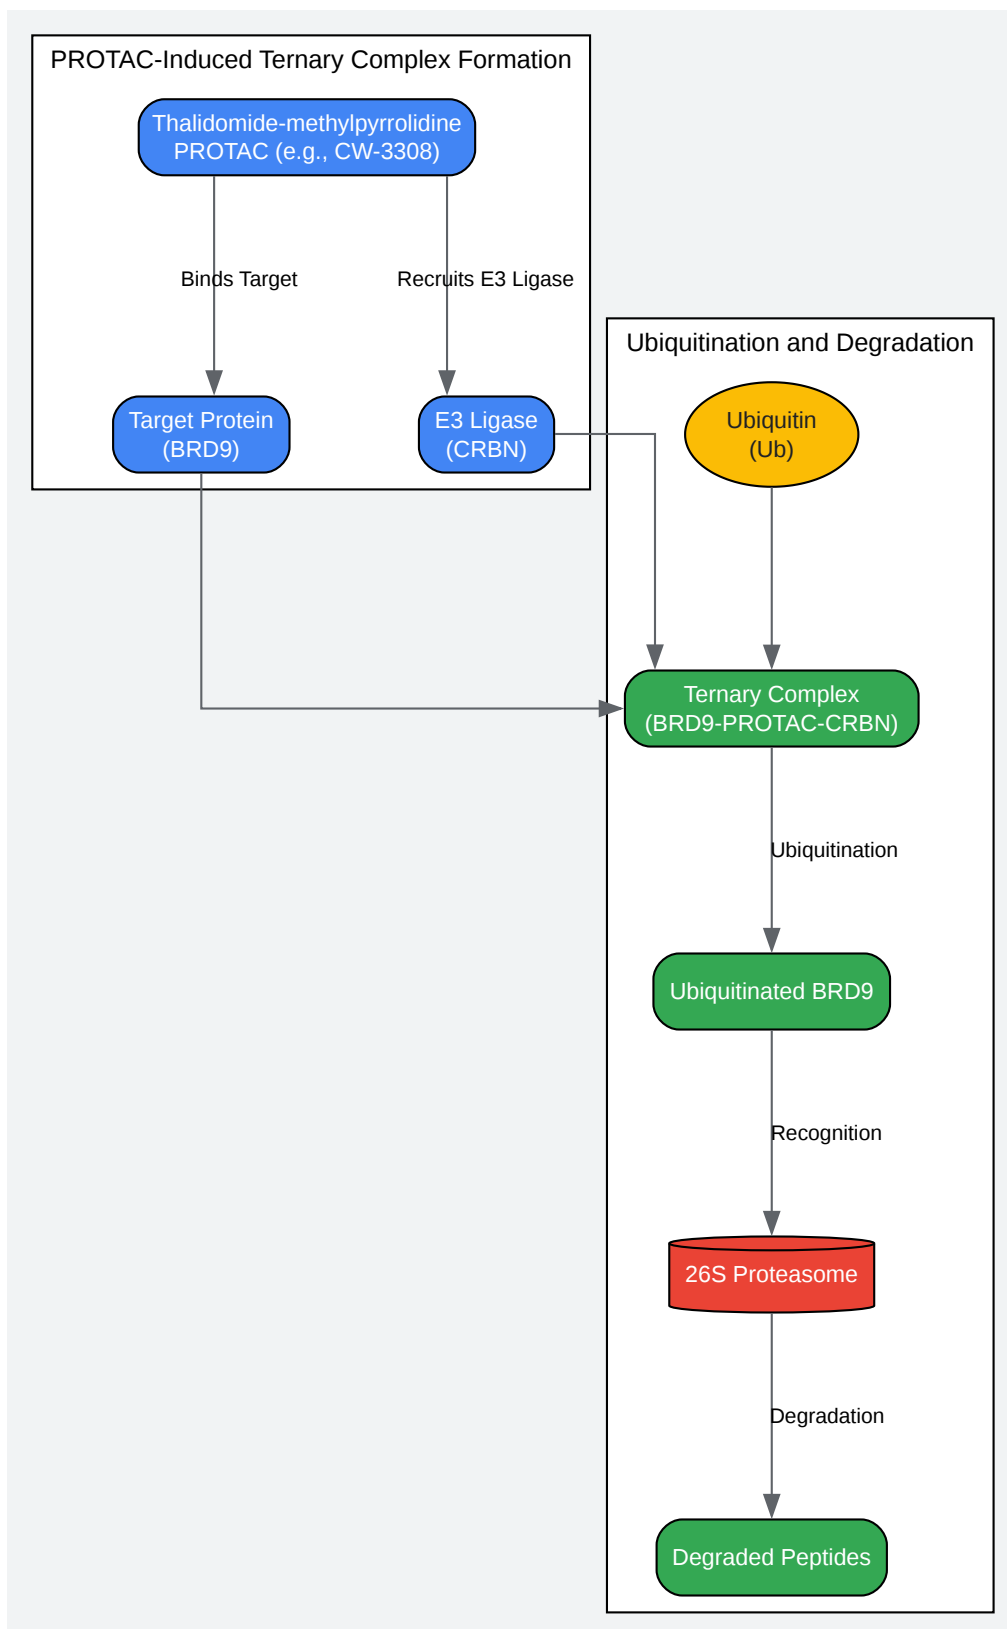 PROTAC-Induced Ternary Complex Formation
Thalidomide-methylpyrrolidine
PROTAC (e.g., CW-3308)
Binds Target
Recruits E3 Ligase
Target Protein
(BRD9)
E3 Ligase
(CRBN)
Ubiquitination and Degradation
Ubiquitin
(Ub)
Ternary Complex
(BRD9-PROTAC-CRBN)
Ubiquitination
Ubiquitinated BRD9
Recognition
26S Proteasome
Degradation
Degraded Peptides